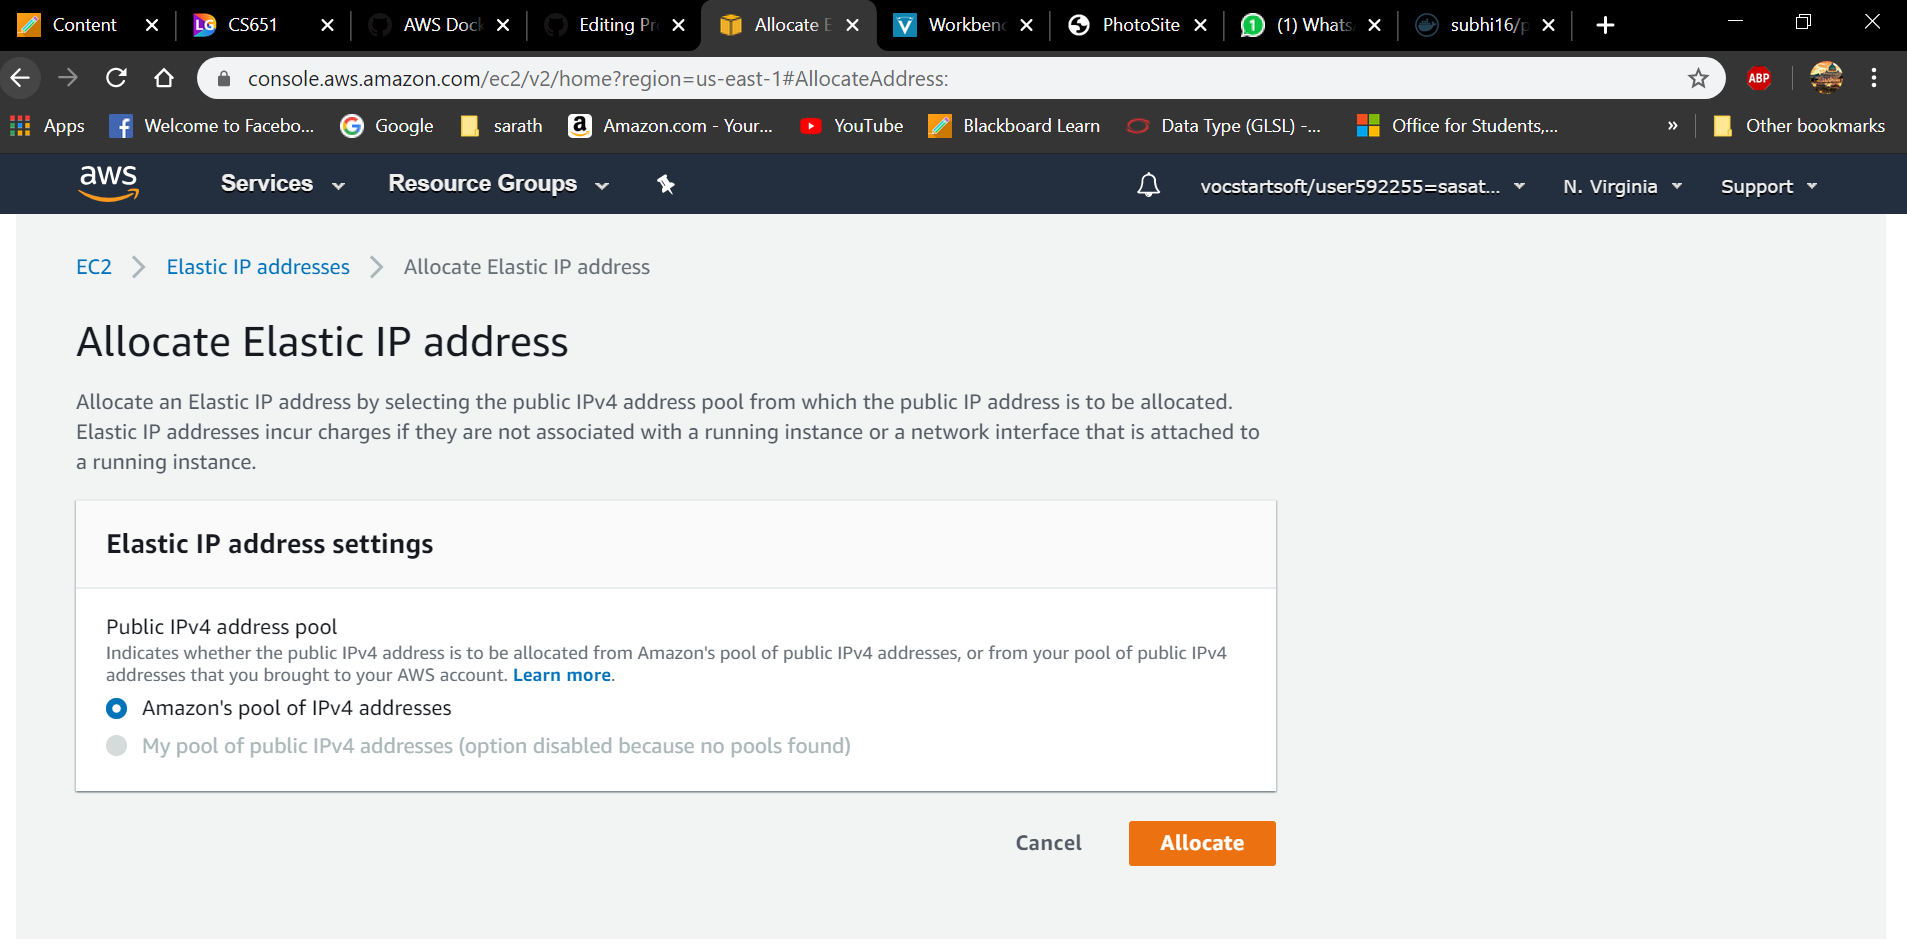 Content
CS651
AWS Dock
Editing Pr
Allocate E
Workbenc
PhotoSite
(1) Whats
subhi16/p
console.aws.amazon.com/ec2/v2/home?region=us-east-1#AllocateAddress:
ABP
Apps
Welcome to Facebo...
Google
sarath
Amazon.com - Your...
YouTube
Blackboard Learn
Data Type (GLSL) -...
Office for Students,...
»
Other bookmarks
aws
Services
Resource Groups
vocstartsoft/user592255=sasat...
N. Virginia
Support
EC2 > Elastic IP addresses > Allocate Elastic IP address
Allocate Elastic IP address
Allocate an Elastic IP address by selecting the public IPv4 address pool from which the public IP address is to be allocated.
Elastic IP addresses incur charges if they are not associated with a running instance or a network interface that is attached to
a running instance.
Elastic IP address settings
Public IPv4 address pool
Indicates whether the public IPv4 address is to be allocated from Amazon's pool of public IPv4 addresses, or from your pool of public IPv4
addresses that you brought to your AWS account. Learn more.
Amazon's pool of IPv4 addresses
My pool of public IPv4 addresses (option disabled because no pools found)
Cancel
Allocate